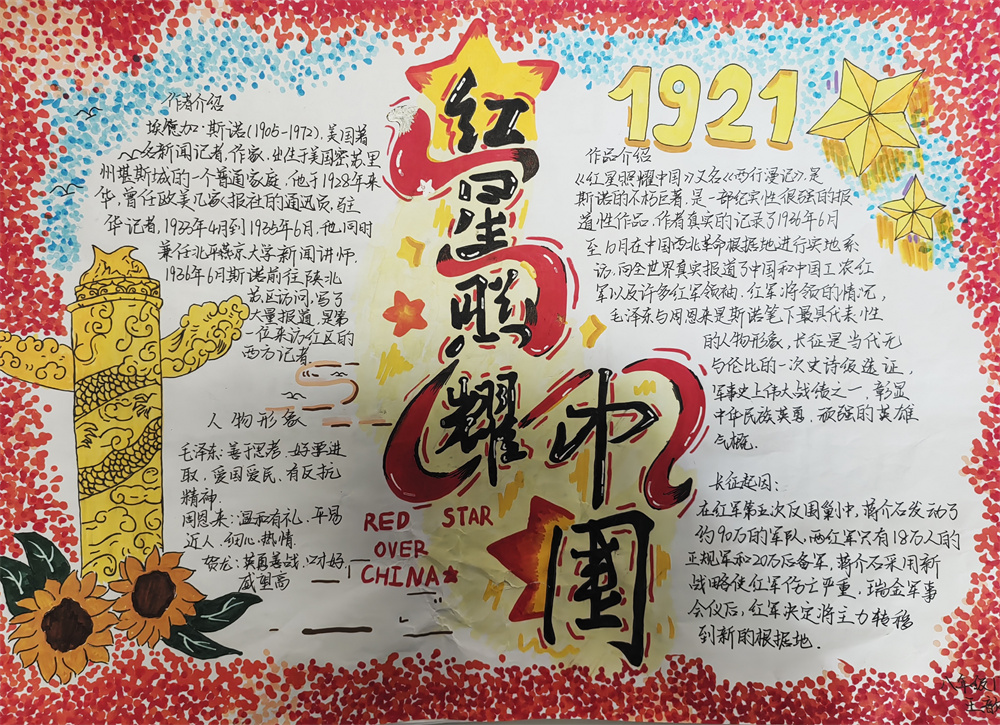 红星照耀中国
RED STAR
OVER
CHINA
1921
作者介绍
埃德加·斯诺(1905-1972),美国著
名新闻记者,作家,出生于美国密苏里
州堪斯城的一个普通家庭,他于1928年来
华,曾任欧美几家报社的通迅员,驻
华记者,1933年4月到1935年6月,他同时
兼任北平燕京大学新闻讲师.
1936年6月斯诺前往陕北
苏区访问,写了
大量报道,是第
一位来访红区的
西方记者.
人物形象
毛泽东:善于思考,好要进
取,爱国爱民,有反抗
精神.
周恩来:温和有礼.平易
近人.细心,热情.
贺龙:英勇善战,心好,
威望高
作品介绍
《红星照耀中国》又名《西行漫记》,是
斯诺的不朽巨著,是一部纪实性很强的报
道性作品,作者真实的记录了1936年6月
至10月在中国西北革命根据地进行实地采
访.向全世界真实报道了中国和中国工农红
军以及许多红军领袖.红军将领的情况,
毛泽东与周恩来是斯诺笔下最具代表性
的人物形象,长征是当代无
与伦比的一次史诗级远征,
军事史上伟大战绩之一,彰显
中华民族英勇,顽强的英雄
气概.
长征起因:
在红军第五次反围剿中,蒋介石发动了
约90万的军队,而红军只有18万人的
正规军和20万后备军,蒋介石采用新
战略使红军伤亡严重,瑞金军事
会议后,红军决定将主力转移
到新的根据地.